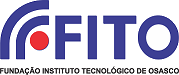 FITO
FUNDAÇÃO INSTITUTO TECNOLÓGICO DE OSASCO